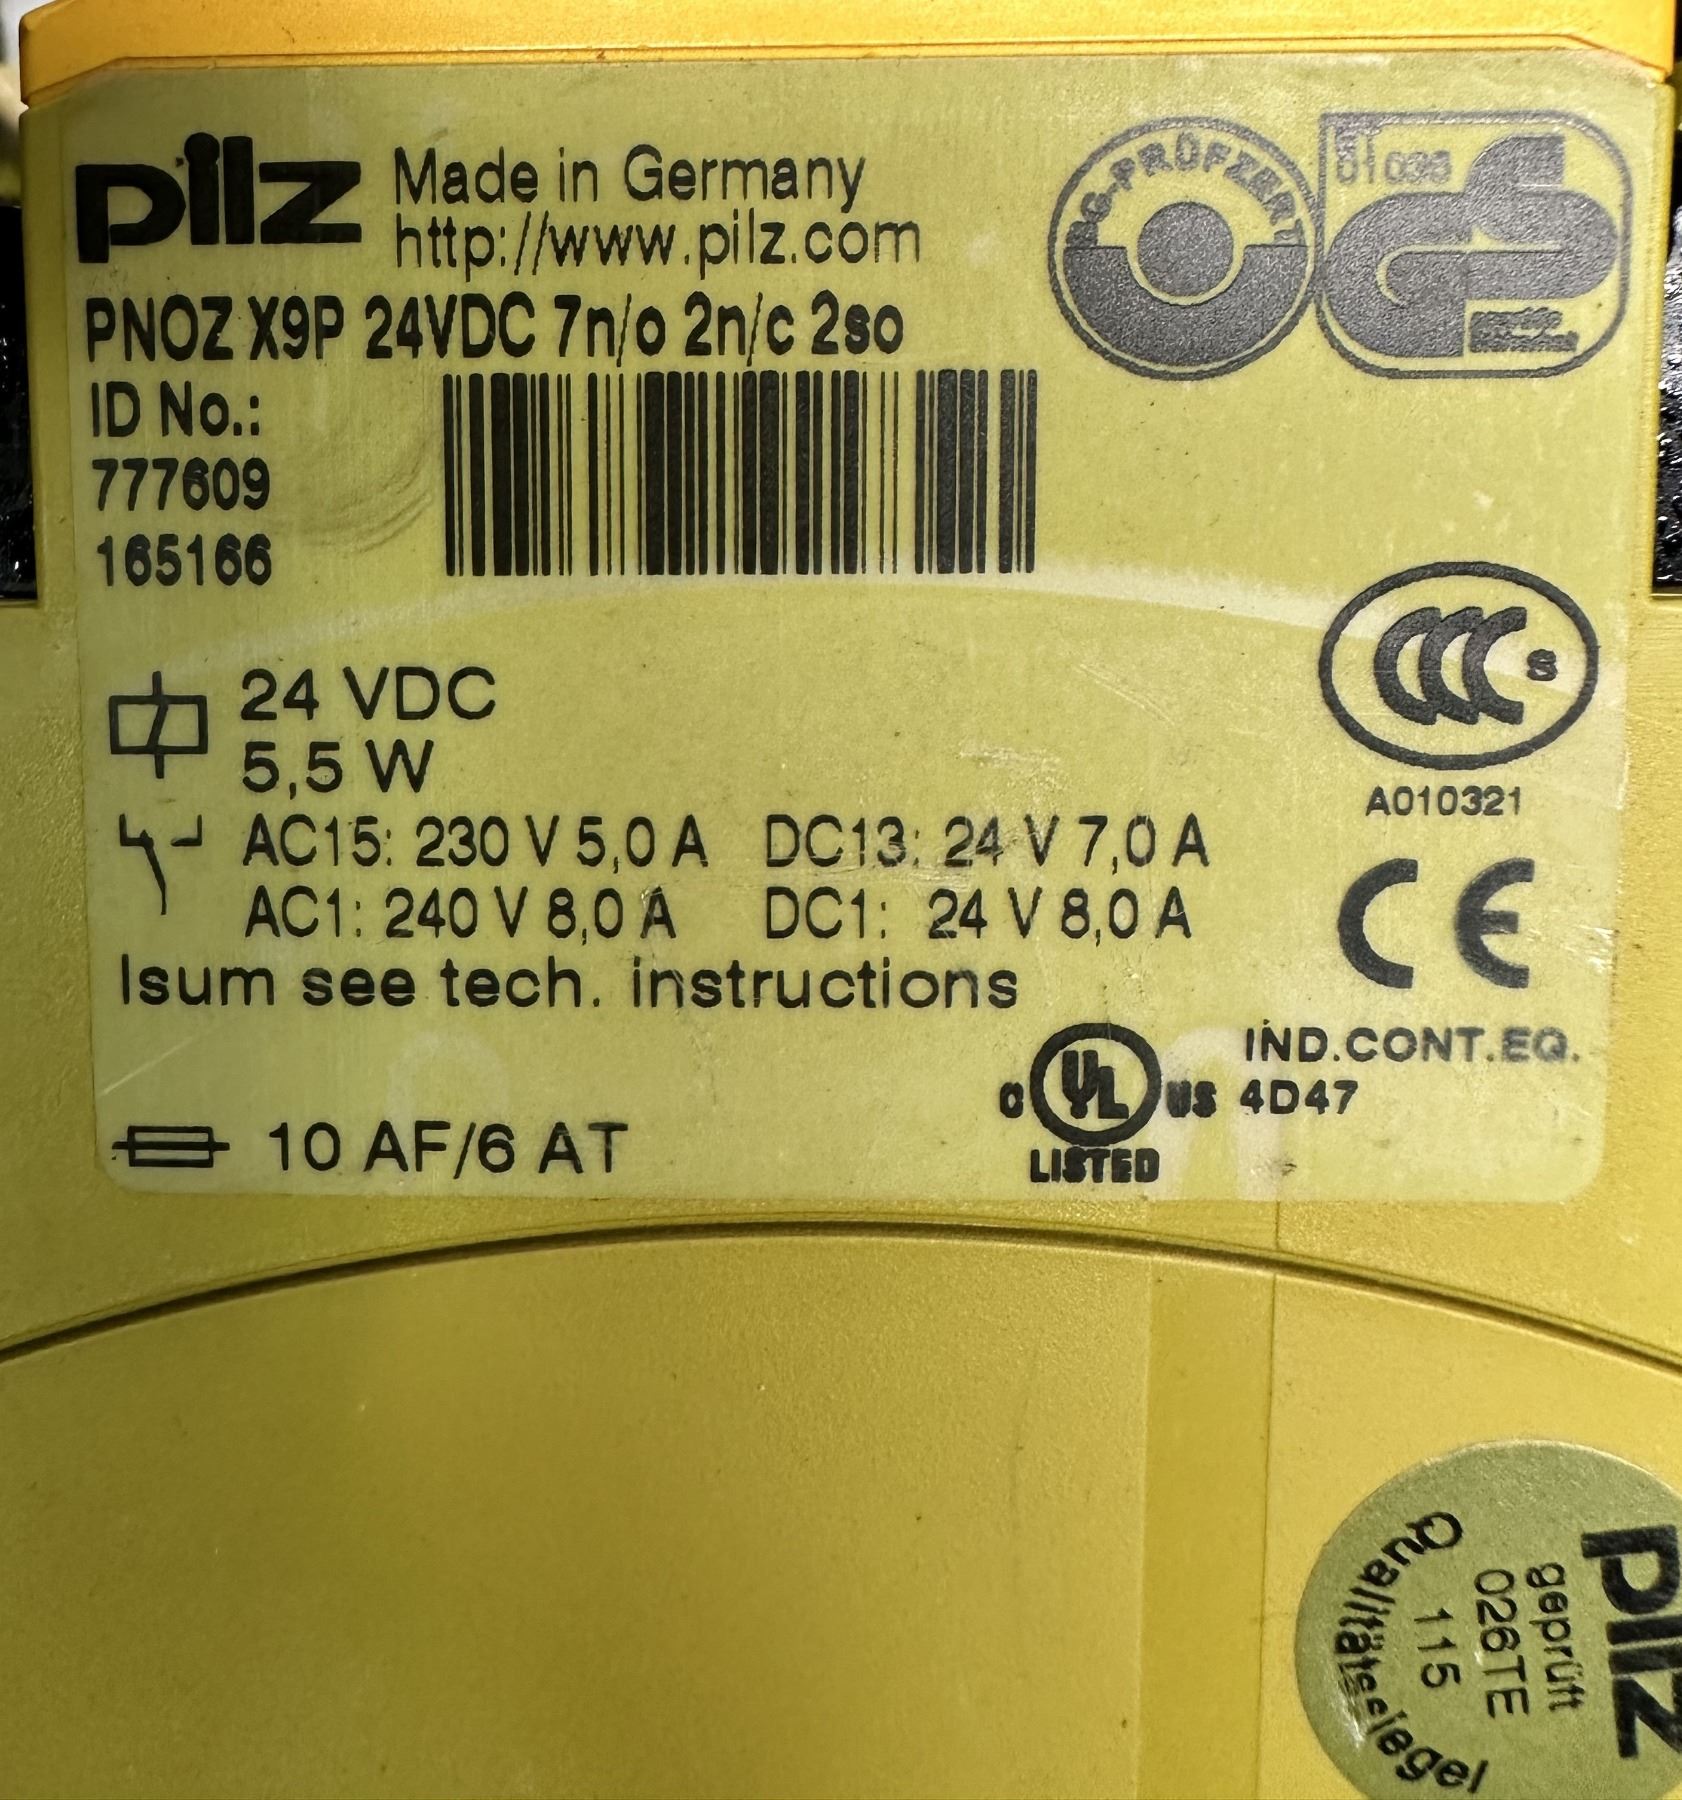 pilz Made in Germany
http://www.pilz.com
PNOZ X9P 24VDC 7n/o 2n/c 2so
ID No.:
777609
165166
BG-PRÜFZERT
01036
24 VDC
5,5 W
AC15: 230 V 5,0 A DC13: 24 V 7,0 A
AC1: 240 V 8,0 A DC1: 24 V 8,0 A
Isum see tech. instructions
CCC S
A010321
CE
10 AF/6 AT
C UL US
LISTED
IND.CONT.EQ.
4D47
pilz
geprüft
026TE
115
Qualitätssiegel